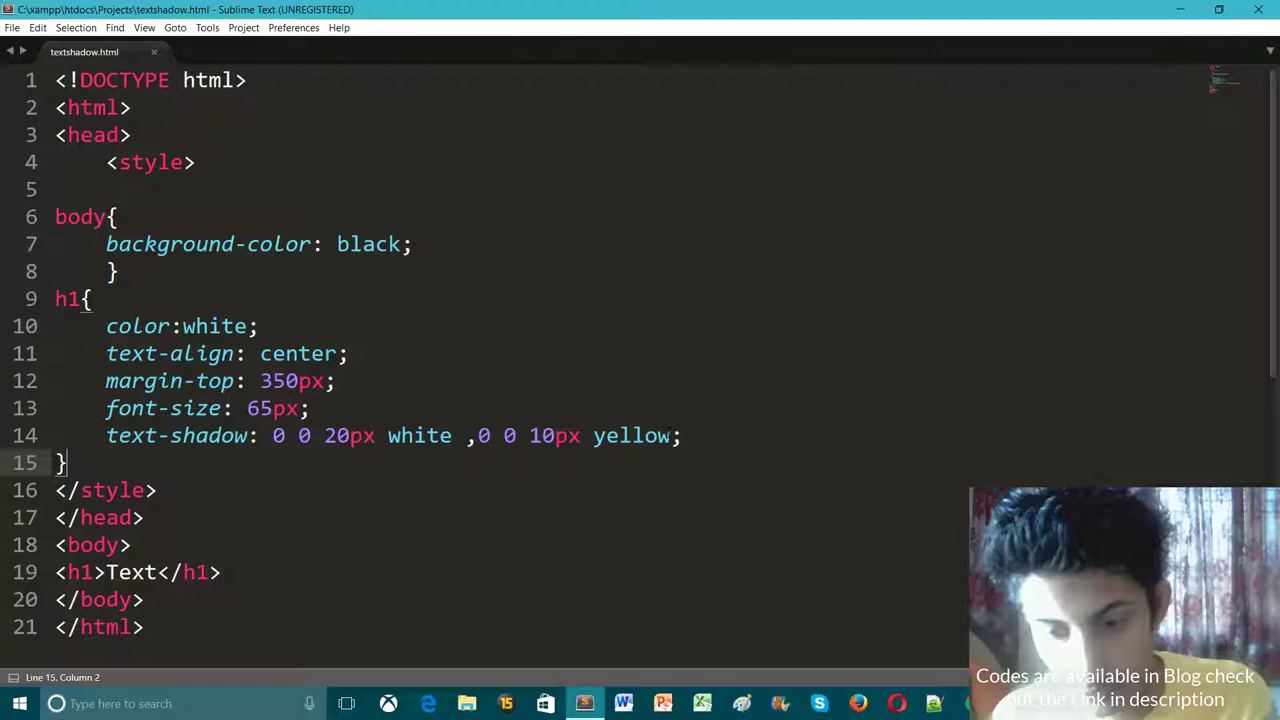 C:\xampp\htdocs\Projects\textshadow.html - Sublime Text (UNREGISTERED)
File Edit Selection Find View Goto Tools Project Preferences Help
textshadow.html
1 <!DOCTYPE html>
2 <html>
3 <head>
4 <style>
5
6 body{
7 background-color: black;
8 }
9 h1{
10 color:white;
11 text-align: center;
12 margin-top: 350px;
13 font-size: 65px;
14 text-shadow: 0 0 20px white ,0 0 10px yellow;
15 }
16 </style>
17 </head>
18 <body>
19 <h1>Text</h1>
20 </body>
21 </html>
Codes are available in Blog check
out the Link in description
Line 15, Column 2
Type here to search